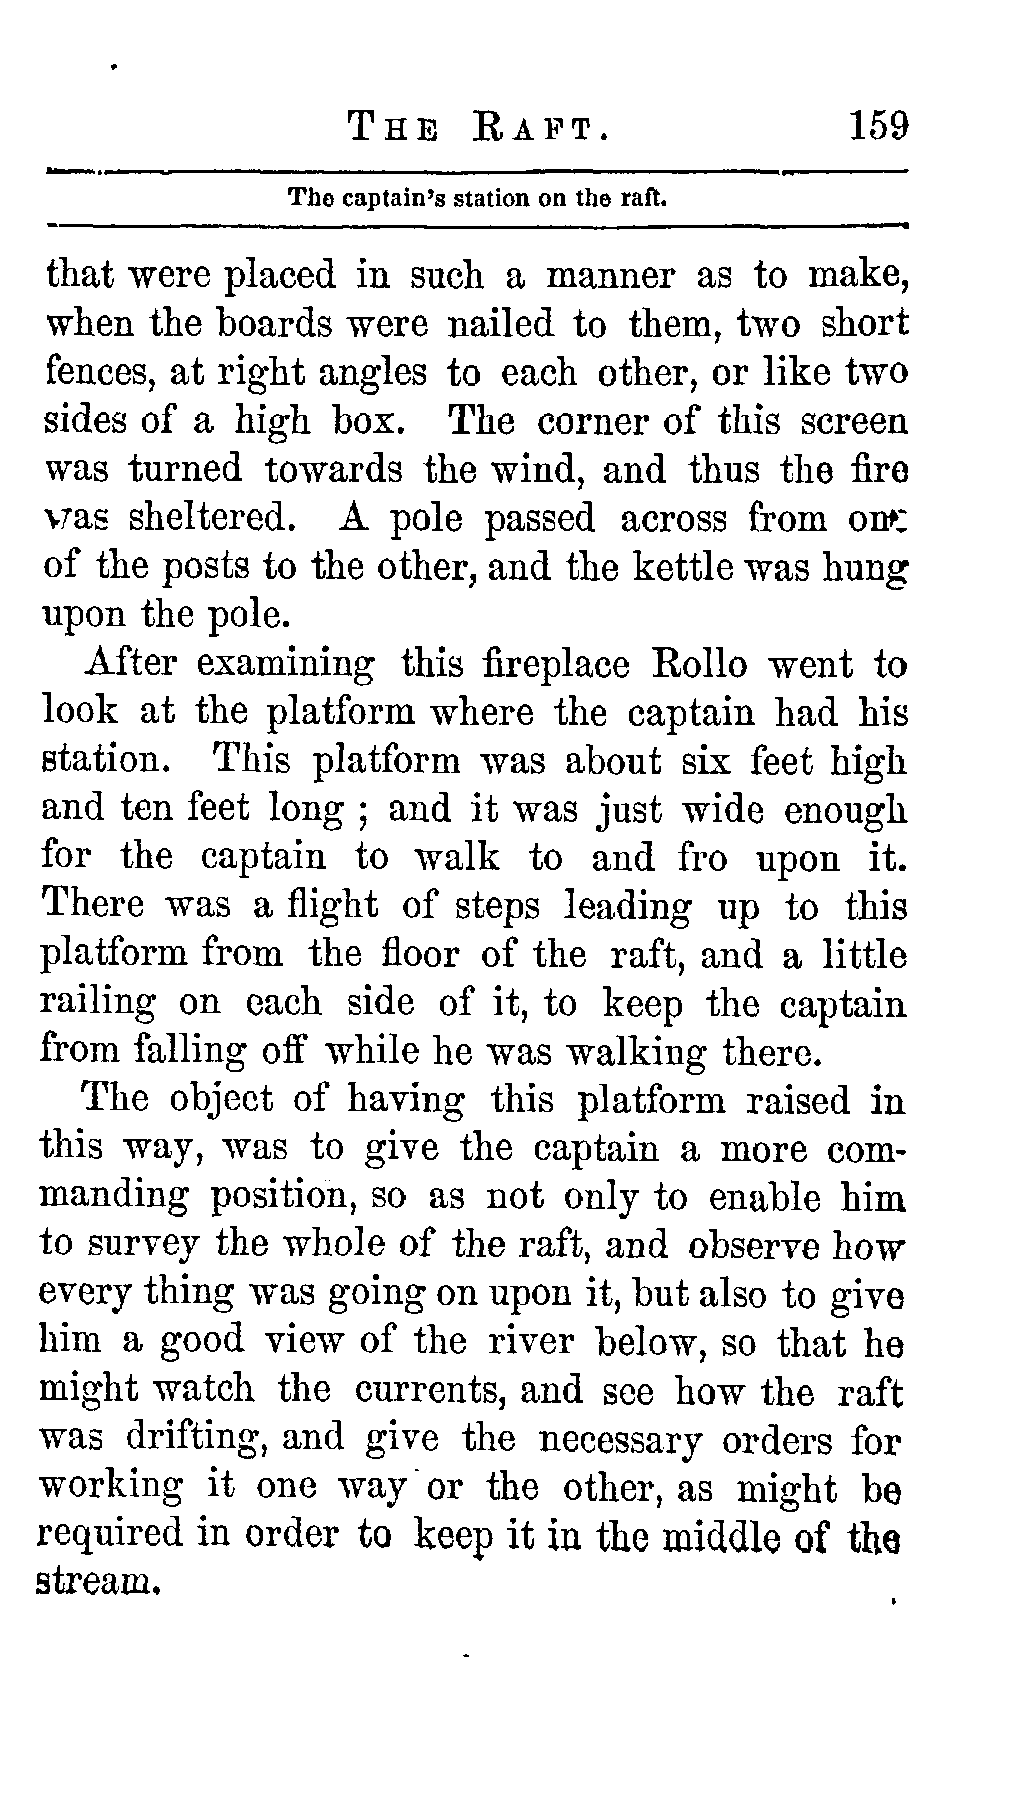 THE RAFT. 159
The captain's station on the raft.
that were placed in such a manner as to make,
when the boards were nailed to them, two short
fences, at right angles to each other, or like two
sides of a high box. The corner of this screen
was turned towards the wind, and thus the fire
was sheltered. A pole passed across from one
of the posts to the other, and the kettle was hung
upon the pole.
After examining this fireplace Rollo went to
look at the platform where the captain had his
station. This platform was about six feet high
and ten feet long ; and it was just wide enough
for the captain to walk to and fro upon it.
There was a flight of steps leading up to this
platform from the floor of the raft, and a little
railing on each side of it, to keep the captain
from falling off while he was walking there.
The object of having this platform raised in
this way, was to give the captain a more com-
manding position, so as not only to enable him
to survey the whole of the raft, and observe how
every thing was going on upon it, but also to give
him a good view of the river below, so that he
might watch the currents, and see how the raft
was drifting, and give the necessary orders for
working it one way or the other, as might be
required in order to keep it in the middle of the
stream.